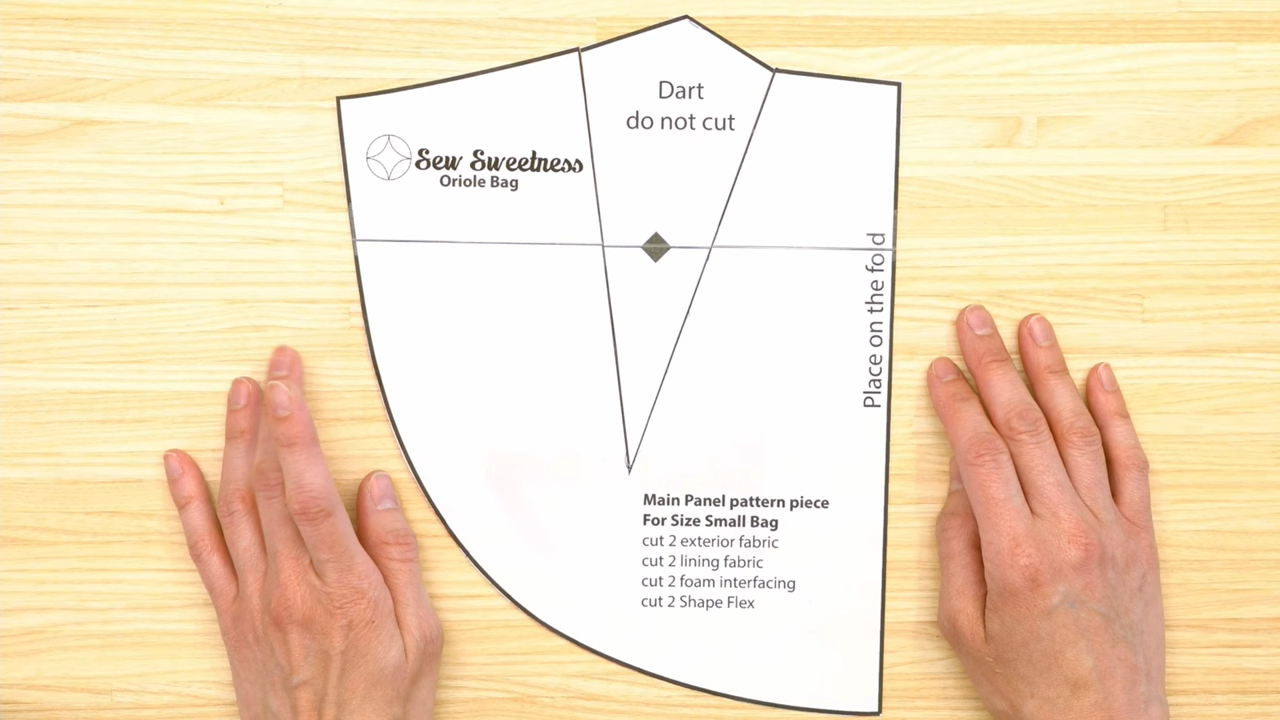 Dart
do not cut
Sew Sweetness
Oriole Bag
Place on the fold
Main Panel pattern piece
For Size Small Bag
cut 2 exterior fabric
cut 2 lining fabric
cut 2 foam interfacing
cut 2 Shape Flex